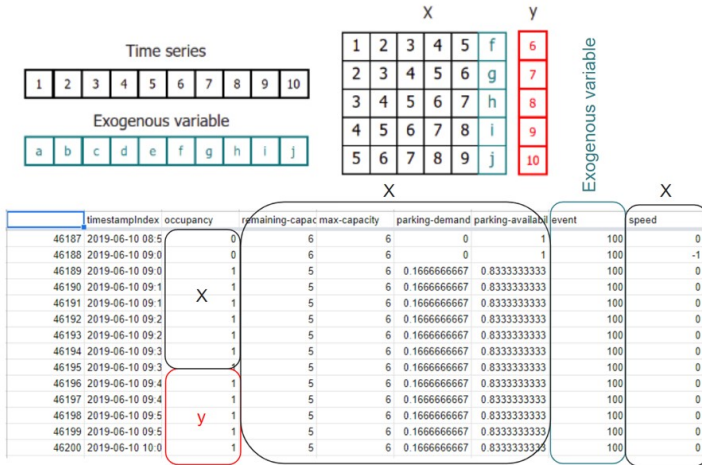 Time series
1 2 3 4 5 6 7 8 9 10
Exogenous variable
a b c d e f g h i j
X y
1 2 3 4 5 f 6
2 3 4 5 6 g 7
3 4 5 6 7 h 8
4 5 6 7 8 i 9
5 6 7 8 9 j 10
Exogenous variable
X X
timestampIndex occupancy remaining-capac max-capacity parking-demand parking-availabil event speed
46187 2019-06-10 08:5 0 6 6 0 1 100 0
46188 2019-06-10 09:0 0 6 6 0 1 100 -1
46189 2019-06-10 09:0 1 5 6 0.1666666667 0.8333333333 100 0
46190 2019-06-10 09:1 1 5 6 0.1666666667 0.8333333333 100 0
X
46191 2019-06-10 09:1 1 5 6 0.1666666667 0.8333333333 100 0
46192 2019-06-10 09:2 1 5 6 0.1666666667 0.8333333333 100 0
46193 2019-06-10 09:2 1 5 6 0.1666666667 0.8333333333 100 0
46194 2019-06-10 09:3 1 5 6 0.1666666667 0.8333333333 100 0
46195 2019-06-10 09:3 1 5 6 0.1666666667 0.8333333333 100 0
46196 2019-06-10 09:4 1 5 6 0.1666666667 0.8333333333 100 0
46197 2019-06-10 09:4 1 5 6 0.1666666667 0.8333333333 100 0
46198 2019-06-10 09:5 1 5 6 0.1666666667 0.8333333333 100 0
y
46199 2019-06-10 09:5 1 5 6 0.1666666667 0.8333333333 100 0
46200 2019-06-10 10:0 1 5 6 0.1666666667 0.8333333333 100 0